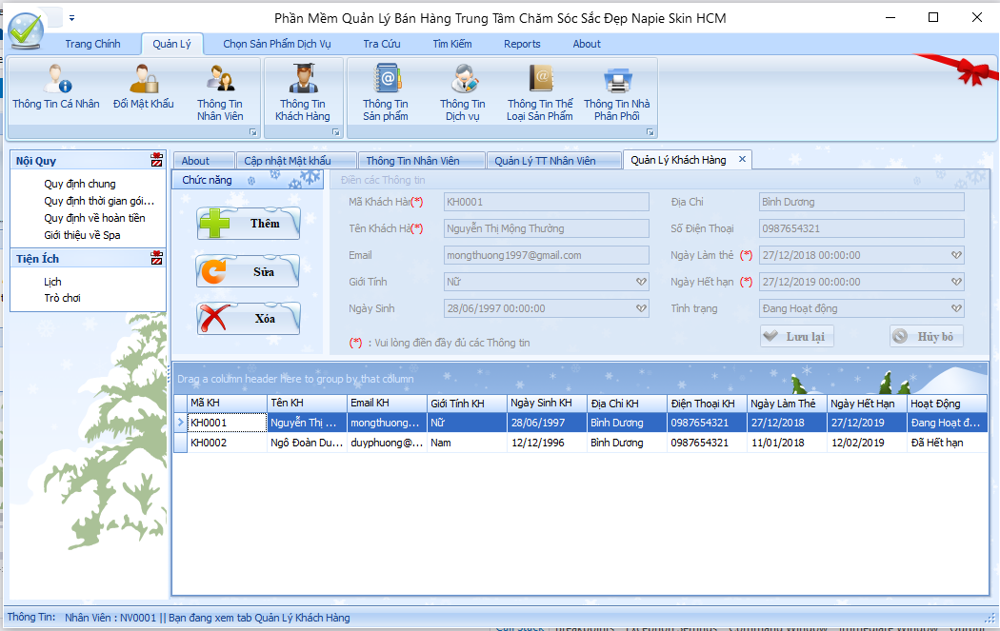 Phần Mềm Quản Lý Bán Hàng Trung Tâm Chăm Sóc Sắc Đẹp Napie Skin HCM
Trang Chính Quản Lý Chọn Sản Phẩm Dịch Vụ Tra Cứu Tìm Kiếm Reports About
Thông Tin Cá Nhân Đổi Mật Khẩu Thông Tin Nhân Viên Thông Tin Khách Hàng Thông Tin Sản phẩm Thông Tin Dịch vụ Thông Tin Thể Loại Sản Phẩm Thông Tin Nhà Phân Phối
Nội Quy
Quy định chung
Quy định thời gian gói...
Quy định về hoàn tiền
Giới thiệu về Spa
Tiện Ích
Lịch
Trò chơi
About Cập nhật Mật khẩu Thông Tin Nhân Viên Quản Lý TT Nhân Viên Quản Lý Khách Hàng
Chức năng
Thêm
Sửa
Xóa
Điền các Thông tin
Mã Khách Hàn(*) KH0001 Địa Chỉ Bình Dương
Tên Khách Hà(*) Nguyễn Thị Mộng Thường Số Điện Thoại 0987654321
Email mongthuong1997@gmail.com Ngày Làm thẻ (*) 27/12/2018 00:00:00
Giới Tính Nữ Ngày Hết hạn (*) 27/12/2019 00:00:00
Ngày Sinh 28/06/1997 00:00:00 Tình trạng Đang Hoạt động
(*) : Vui lòng điền đầy đủ các Thông tin Lưu lại Hủy bỏ
Drag a column header here to group by that column
Mã KH Tên KH Email KH Giới Tính KH Ngày Sinh KH Địa Chỉ KH Điện Thoại KH Ngày Làm Thẻ Ngày Hết Hạn Hoạt Động
KH0001 Nguyễn Thị ... mongthuong... Nữ 28/06/1997 Bình Dương 0987654321 27/12/2018 27/12/2019 Đang Hoạt đ...
KH0002 Ngô Đoàn Du... duyphuong@... Nam 12/12/1996 Bình Dương 0987654321 11/01/2018 12/02/2019 Đã Hết hạn
Thông Tin: Nhân Viên : NV0001 || Bạn đang xem tab Quản Lý Khách Hàng